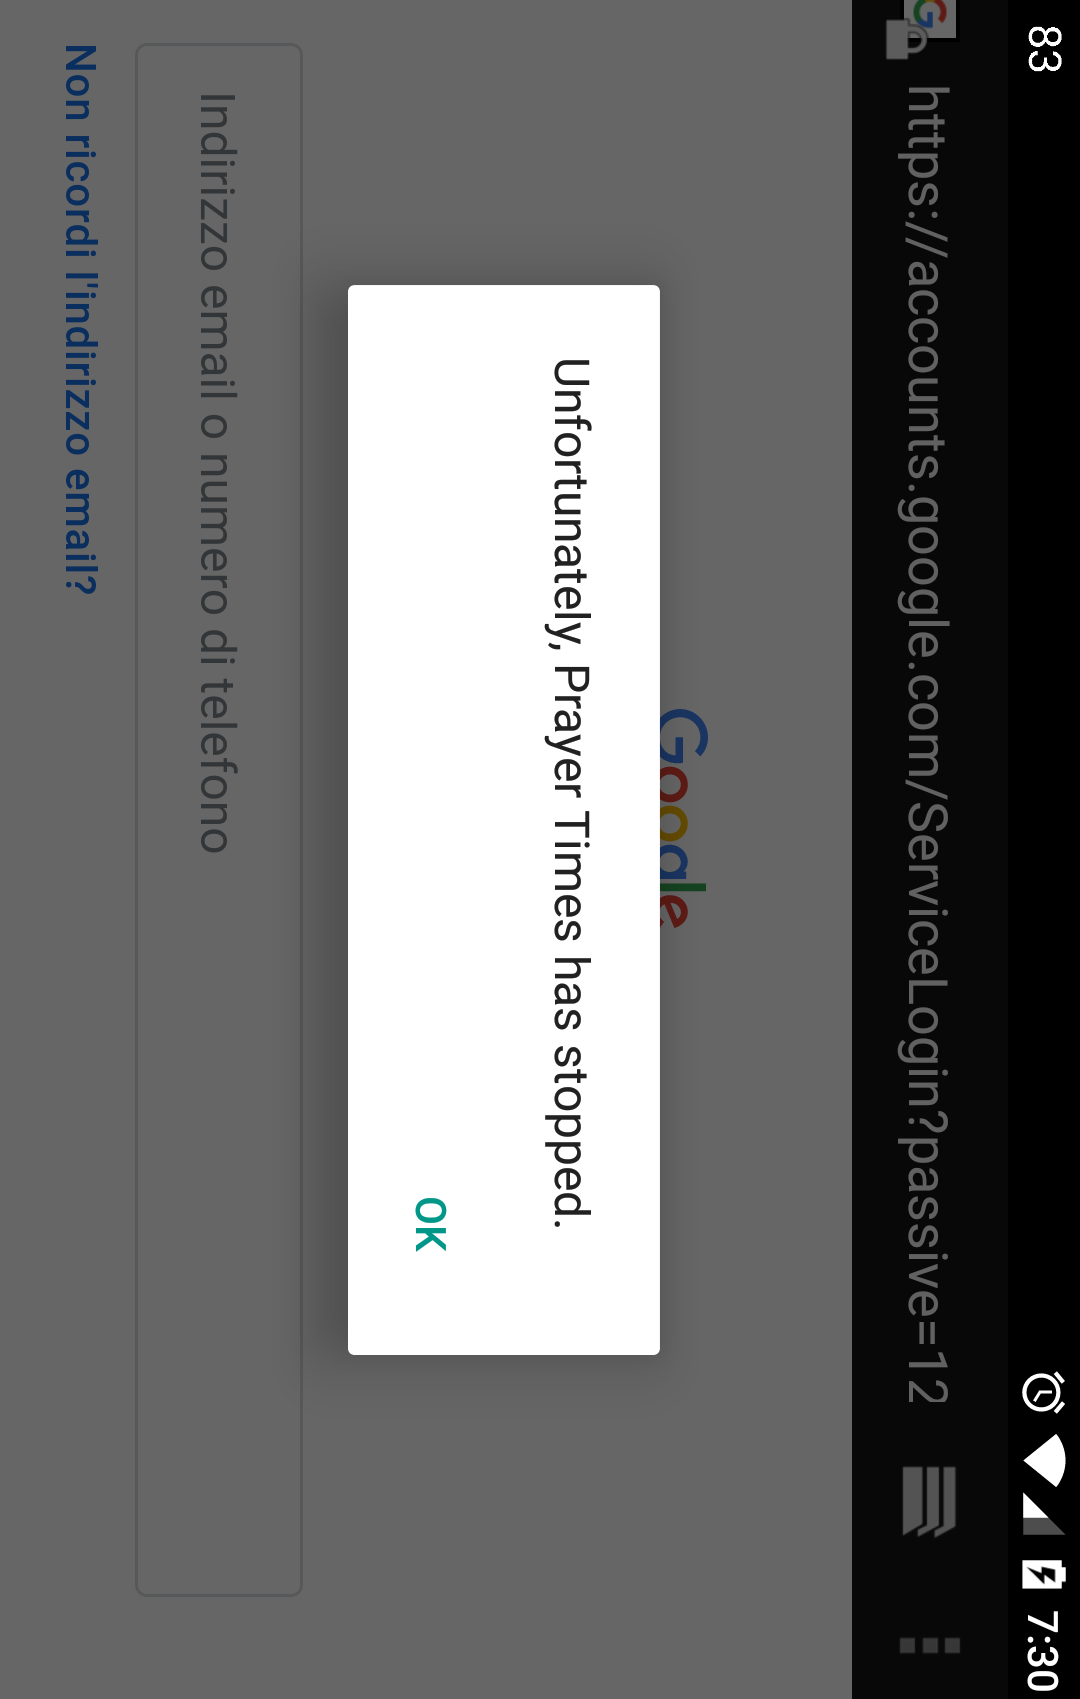 83
7:30
https://accounts.google.com/ServiceLogin?passive=12
Google
Unfortunately, Prayer Times has stopped.
OK
Indirizzo email o numero di telefono
Non ricordi l'indirizzo email?